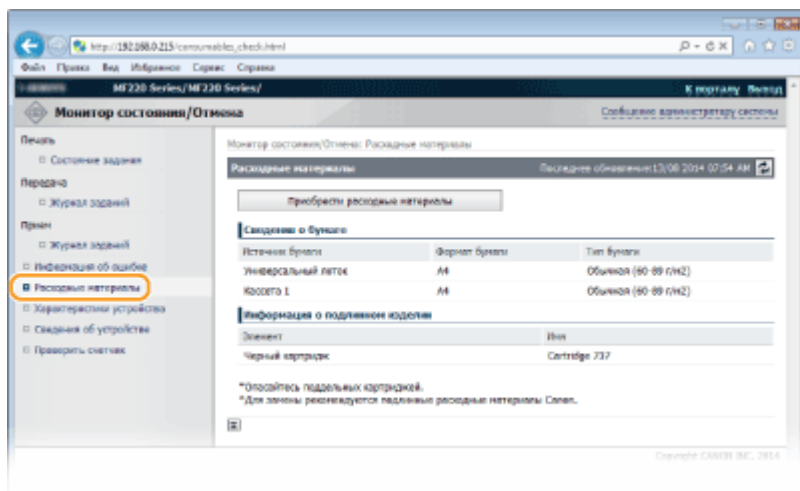 http://192.168.0.215/consumables_check.html
Файл Правка Вид Избранное Сервис Справка
MF220 Series/MF220 Series/
К порталу Выход
Монитор состояния/Отмена
Сообщение администратору системы
Печать
Состояние задания
Передача
Журнал заданий
Прием
Журнал заданий
Информация об ошибке
Расходные материалы
Характеристики устройства
Сведения об устройстве
Проверить счетчик
Монитор состояния/Отмена: Расходные материалы
Расходные материалы
Последнее обновление:13/08 2014 07:54 AM
Приобрести расходные материалы
Сведения о бумаге
Источник бумаги Формат бумаги Тип бумаги
Универсальный лоток A4 Обычная (60-89 г/м2)
Кассета 1 A4 Обычная (60-89 г/м2)
Информация о подлинном изделии
Элемент Имя
Черный картридж Cartridge 737
*Опасайтесь поддельных картриджей.
*Для замены рекомендуются подлинные расходные материалы Canon.
Copyright CANON INC. 2014